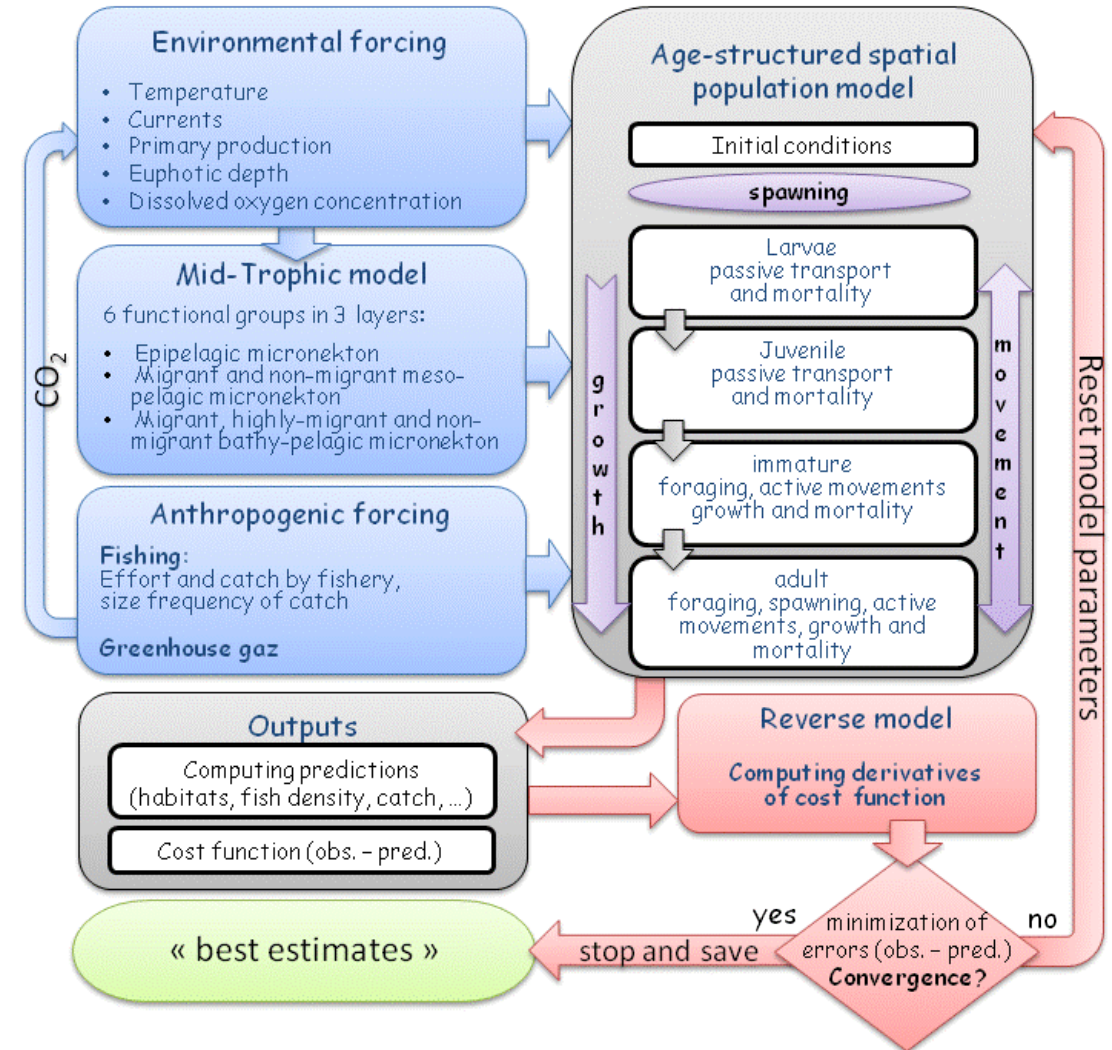 Environmental forcing
• Temperature
• Currents
• Primary production
• Euphotic depth
• Dissolved oxygen concentration
Mid-Trophic model
6 functional groups in 3 layers:
• Epipelagic micronekton
• Migrant and non-migrant meso-
pelagic micronekton
• Migrant, highly-migrant and non-
migrant bathy-pelagic micronekton
Anthropogenic forcing
Fishing:
Effort and catch by fishery,
size frequency of catch
Greenhouse gaz
CO2
Age-structured spatial
population model
Initial conditions
spawning
Larvae
passive transport
and mortality
Juvenile
passive transport
and mortality
immature
foraging, active movements
growth and mortality
adult
foraging, spawning, active
movements, growth and
mortality
growth
movement
Reset model parameters
Outputs
Computing predictions
(habitats, fish density, catch, …)
Cost function (obs. – pred.)
Reverse model
Computing derivatives
of cost function
minimization of
errors (obs. – pred.)
Convergence?
yes
no
stop and save
« best estimates »